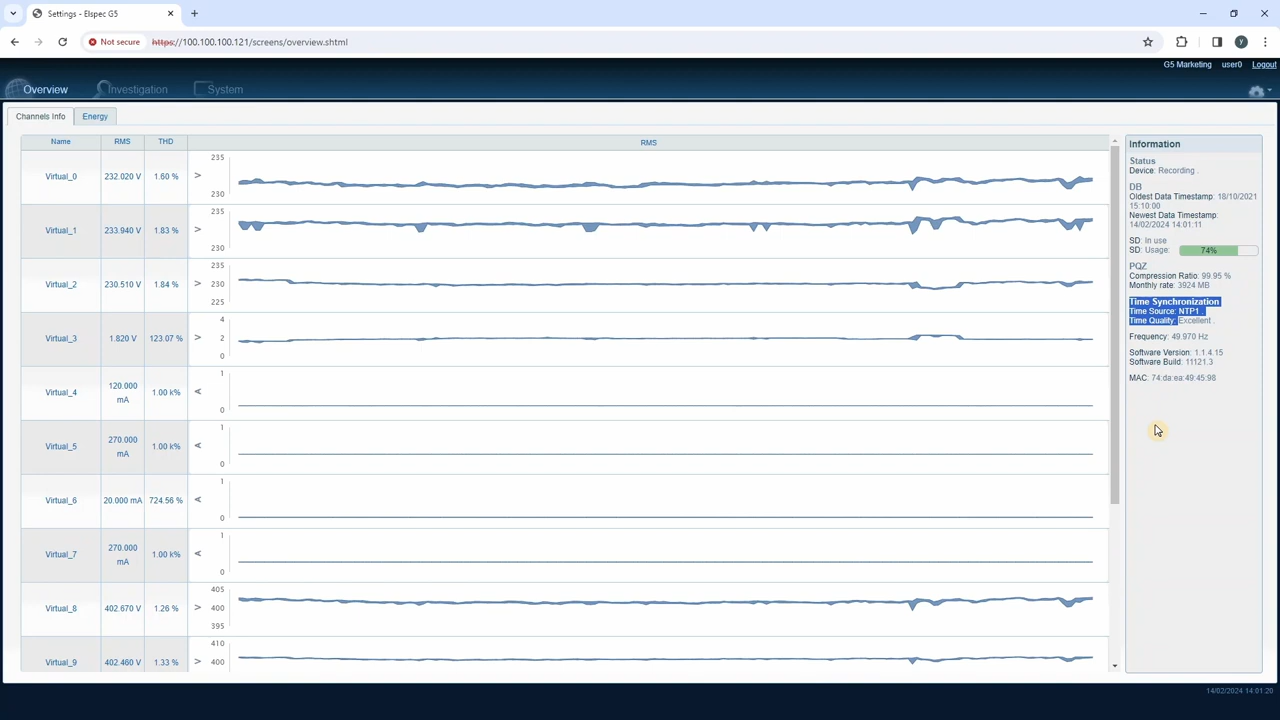 Settings - Elspec G5
Not secure https://100.100.100.121/screens/overview.shtml
y
G5 Marketing user0 Logout
Overview Investigation System
Channels Info Energy
Name RMS THD RMS
Virtual_0 232.020 V 1.60 % > 235 230
Virtual_1 233.940 V 1.83 % > 235 230
Virtual_2 230.510 V 1.84 % > 235 230 225
Virtual_3 1.820 V 123.07 % > 4 2 0
Virtual_4 120.000 mA 1.00 k% < 1 0
Virtual_5 270.000 mA 1.00 k% < 1 0
Virtual_6 20.000 mA 724.56 % < 1 0
Virtual_7 270.000 mA 1.00 k% < 1 0
Virtual_8 402.670 V 1.26 % > 405 400 395
Virtual_9 402.460 V 1.33 % > 410 400
Information
Status
Device: Recording .
DB
Oldest Data Timestamp: 18/10/2021
15:10:00
Newest Data Timestamp:
14/02/2024 14:01:11
SD: In use
SD: Usage: 74%
PQZ
Compression Ratio: 99.95 %
Monthly rate: 3924 MB
Time Synchronization
Time Source: NTP1 .
Time Quality: Excellent .
Frequency: 49.970 Hz
Software Version: 1.1.4.15
Software Build: 11121.3
MAC: 74:da:ea:49:45:98
14/02/2024 14:01:20